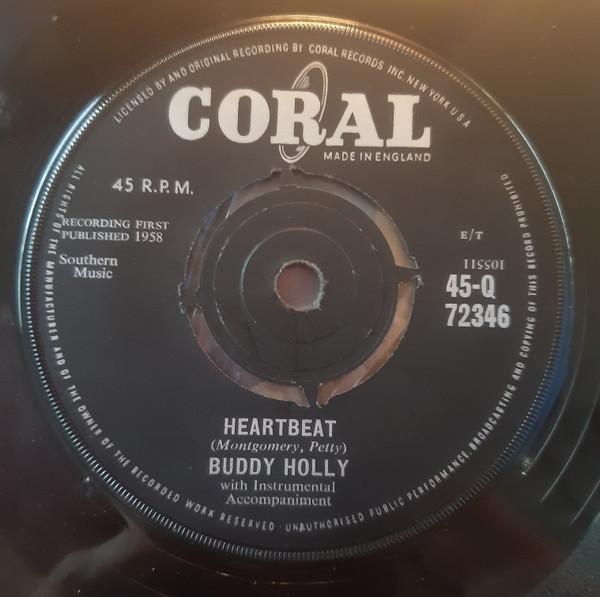 LICENSED BY AND ORIGINAL RECORDING BY CORAL RECORDS INC. NEW YORK U S A
CORAL
MADE IN ENGLAND
45 R.P.M.
RECORDING FIRST
PUBLISHED 1958
Southern
Music
E/T
115501
45-Q
72346
HEARTBEAT
(Montgomery, Petty)
BUDDY HOLLY
with Instrumental
Accompaniment
ALL RIGHTS OF THE MANUFACTURER AND OF THE OWNER OF THE RECORDED WORK RESERVED · UNAUTHORISED PUBLIC PERFORMANCE, BROADCASTING AND COPYING OF THIS RECORD PROHIBITED